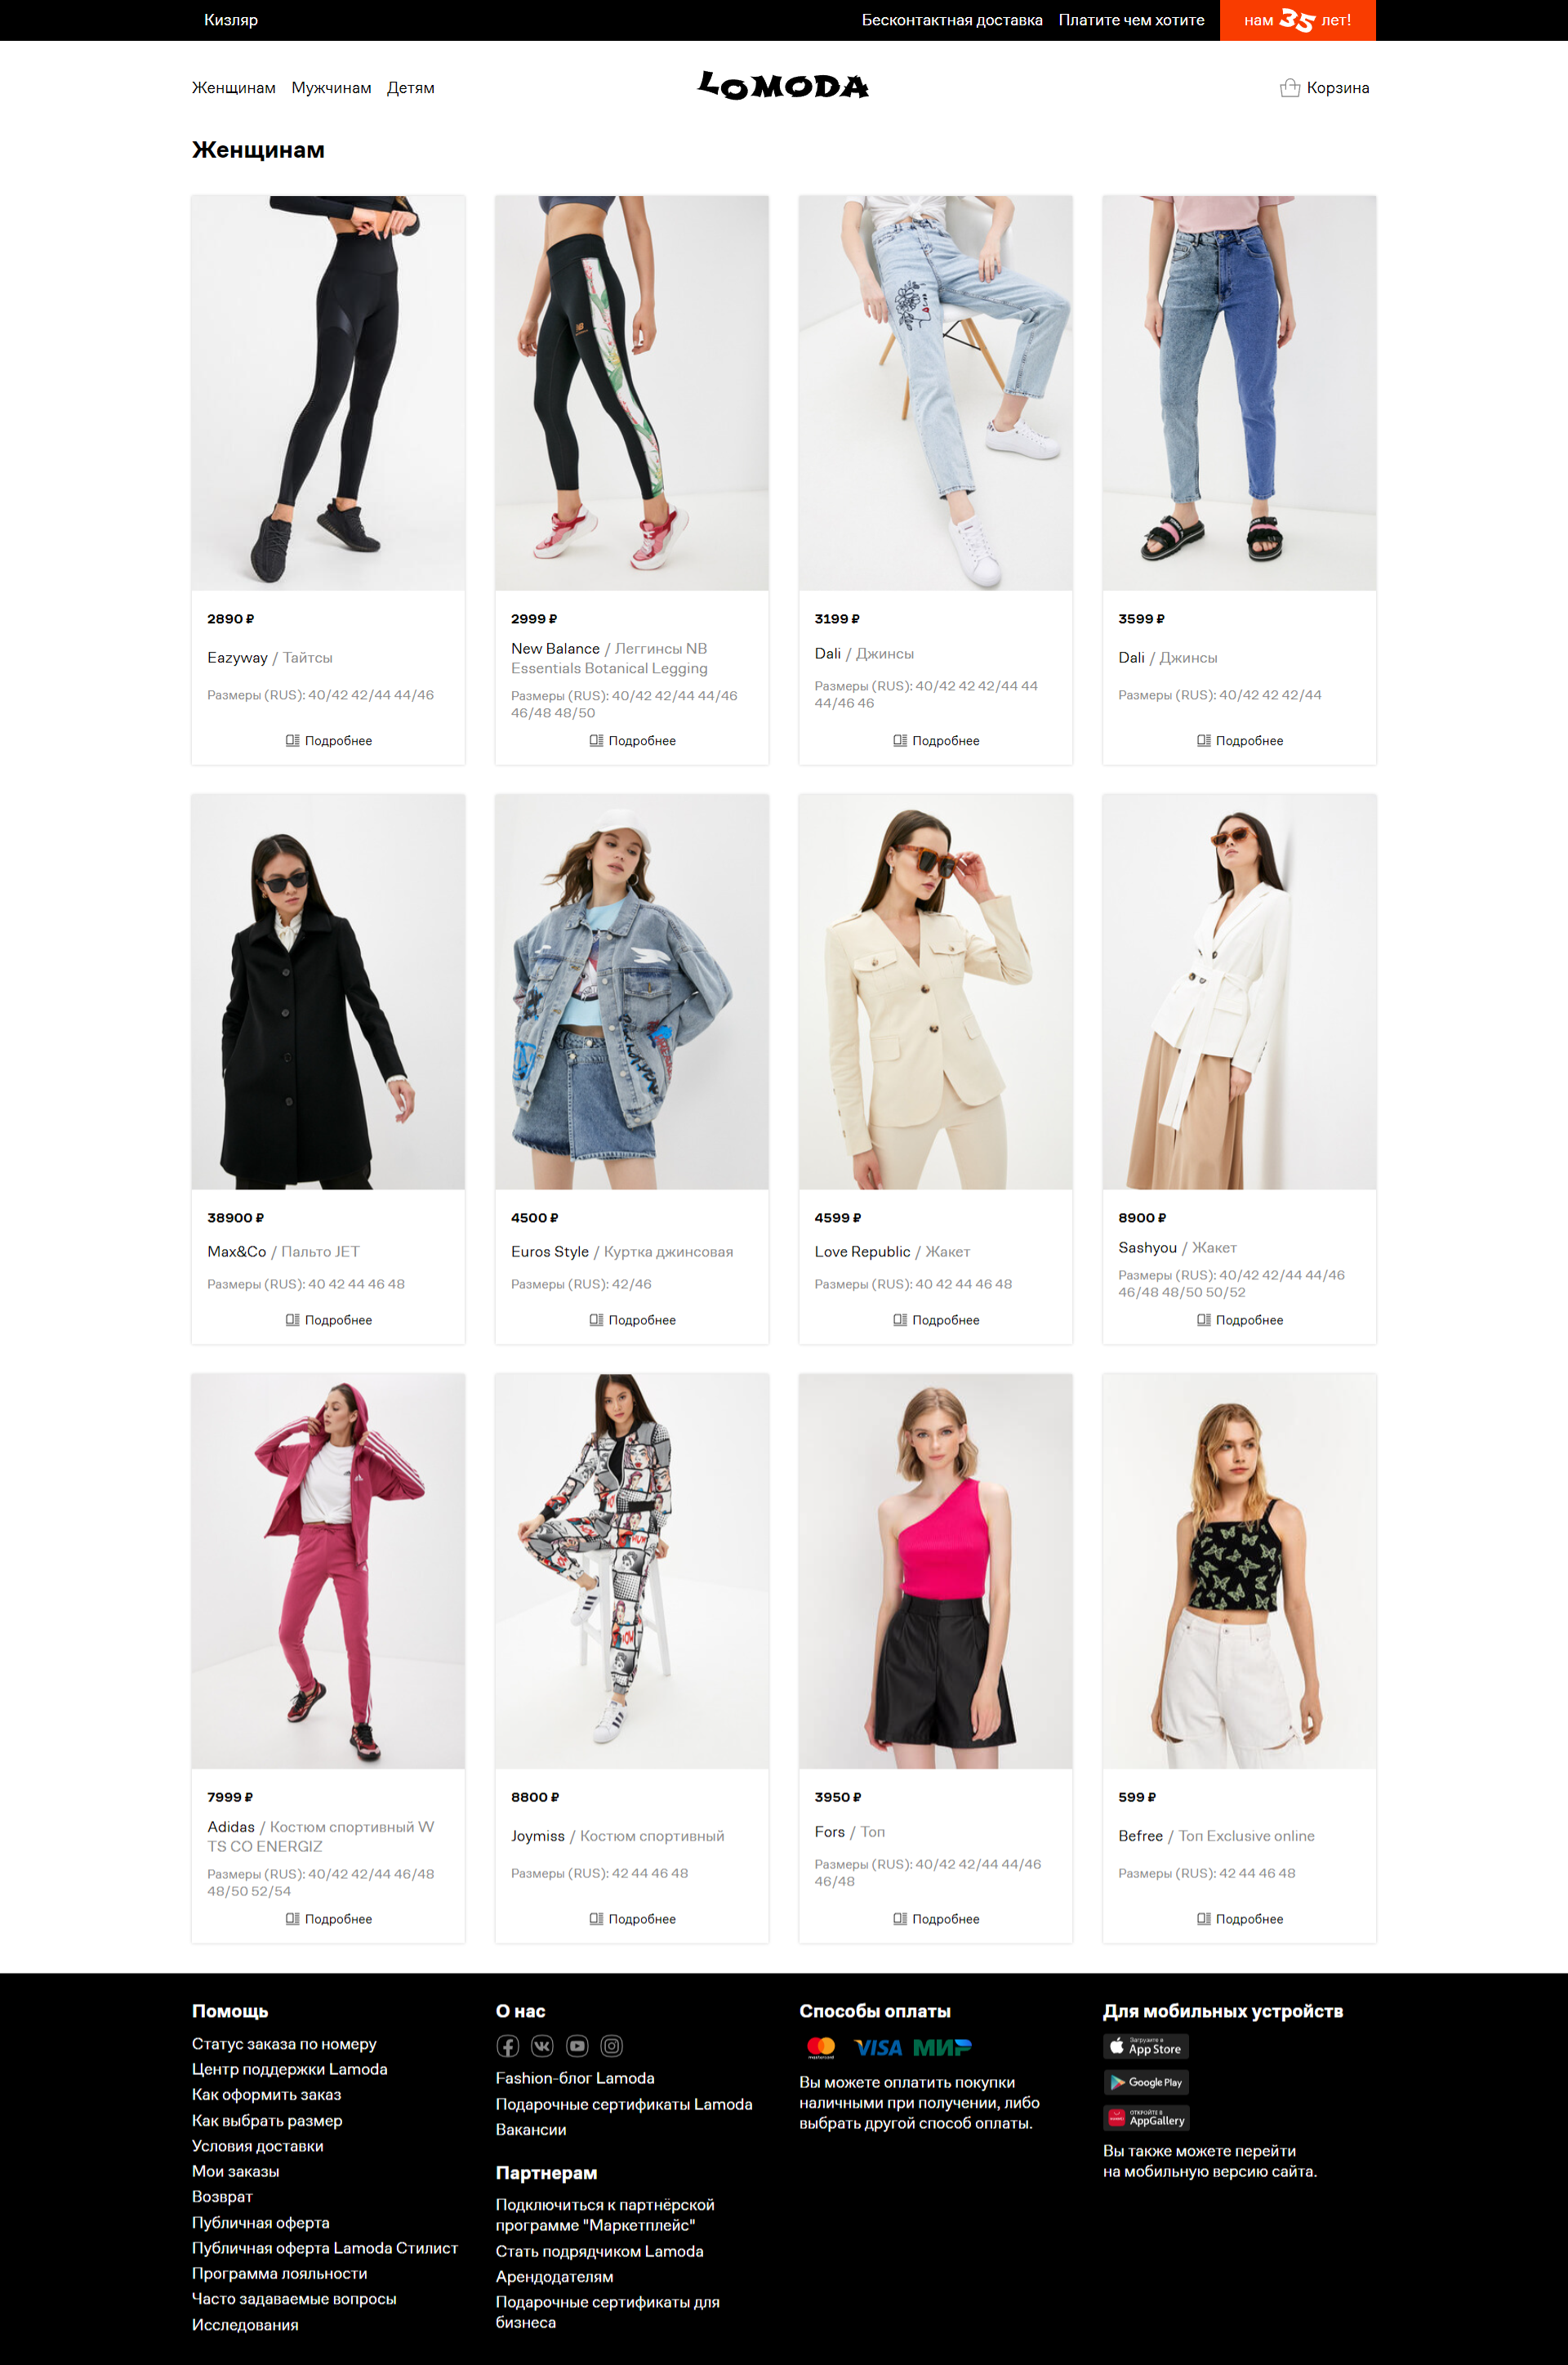 Кизляр
Бесконтактная доставка
Платите чем хотите
нам 35 лет!
Женщинам
Мужчинам
Детям
LOMODA
Корзина
Женщинам
2890 ₽
Eazyway / Тайтсы
Размеры (RUS): 40/42 42/44 44/46
Подробнее
2999 ₽
New Balance / Леггинсы NB
Essentials Botanical Legging
Размеры (RUS): 40/42 42/44 44/46
46/48 48/50
Подробнее
3199 ₽
Dali / Джинсы
Размеры (RUS): 40/42 42 42/44 44
44/46 46
Подробнее
3599 ₽
Dali / Джинсы
Размеры (RUS): 40/42 42 42/44
Подробнее
38900 ₽
Max&Co / Пальто JET
Размеры (RUS): 40 42 44 46 48
Подробнее
4500 ₽
Euros Style / Куртка джинсовая
Размеры (RUS): 42/46
Подробнее
4599 ₽
Love Republic / Жакет
Размеры (RUS): 40 42 44 46 48
Подробнее
8900 ₽
Sashyou / Жакет
Размеры (RUS): 40/42 42/44 44/46
46/48 48/50 50/52
Подробнее
7999 ₽
Adidas / Костюм спортивный W
TS CO ENERGIZ
Размеры (RUS): 40/42 42/44 46/48
48/50 52/54
Подробнее
8800 ₽
Joymiss / Костюм спортивный
Размеры (RUS): 42 44 46 48
Подробнее
3950 ₽
Fors / Топ
Размеры (RUS): 40/42 42/44 44/46
46/48
Подробнее
599 ₽
Befree / Топ Exclusive online
Размеры (RUS): 42 44 46 48
Подробнее
Помощь
Статус заказа по номеру
Центр поддержки Lamoda
Как оформить заказ
Как выбрать размер
Условия доставки
Мои заказы
Возврат
Публичная оферта
Публичная оферта Lamoda Стилист
Программа лояльности
Часто задаваемые вопросы
Исследования
О нас
Fashion-блог Lamoda
Подарочные сертификаты Lamoda
Вакансии
Партнерам
Подключиться к партнёрской
программе "Маркетплейс"
Стать подрядчиком Lamoda
Арендодателям
Подарочные сертификаты для
бизнеса
Способы оплаты
mastercard
VISA
МИР
Вы можете оплатить покупки
наличными при получении, либо
выбрать другой способ оплаты.
Для мобильных устройств
Загрузите в
App Store
Google Play
ОТКРОЙТЕ В
AppGallery
Вы также можете перейти
на мобильную версию сайта.